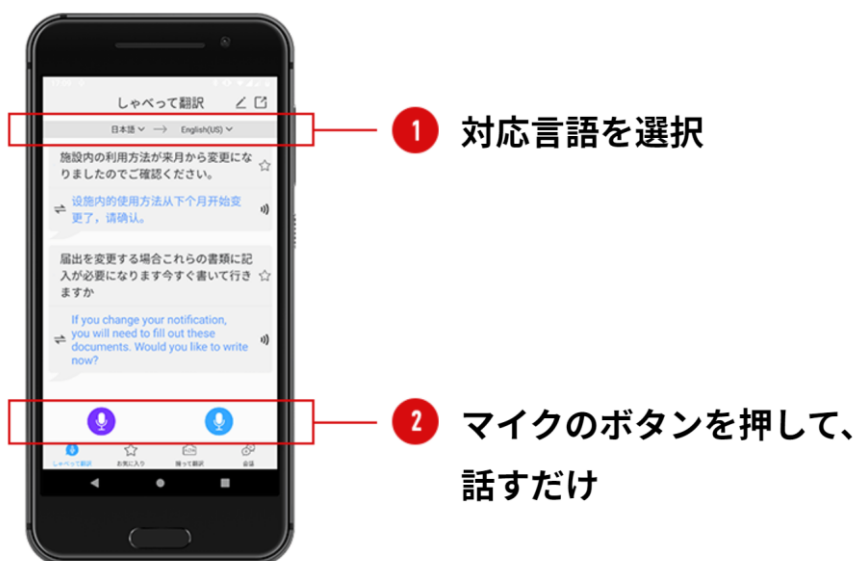 しゃべって翻訳
日本語 → English(US)
1 対応言語を選択
施設内の利用方法が来月から変更にな
りましたのでご確認ください。
设施内的使用方法从下个月开始变
更了，请确认。
届出を変更する場合これらの書類に記
入が必要になります今すぐ書いて行き
ますか
If you change your notification,
you will need to fill out these
documents. Would you like to write
now?
2 マイクのボタンを押して、
話すだけ
しゃべって翻訳 お気に入り 撮って翻訳 会議